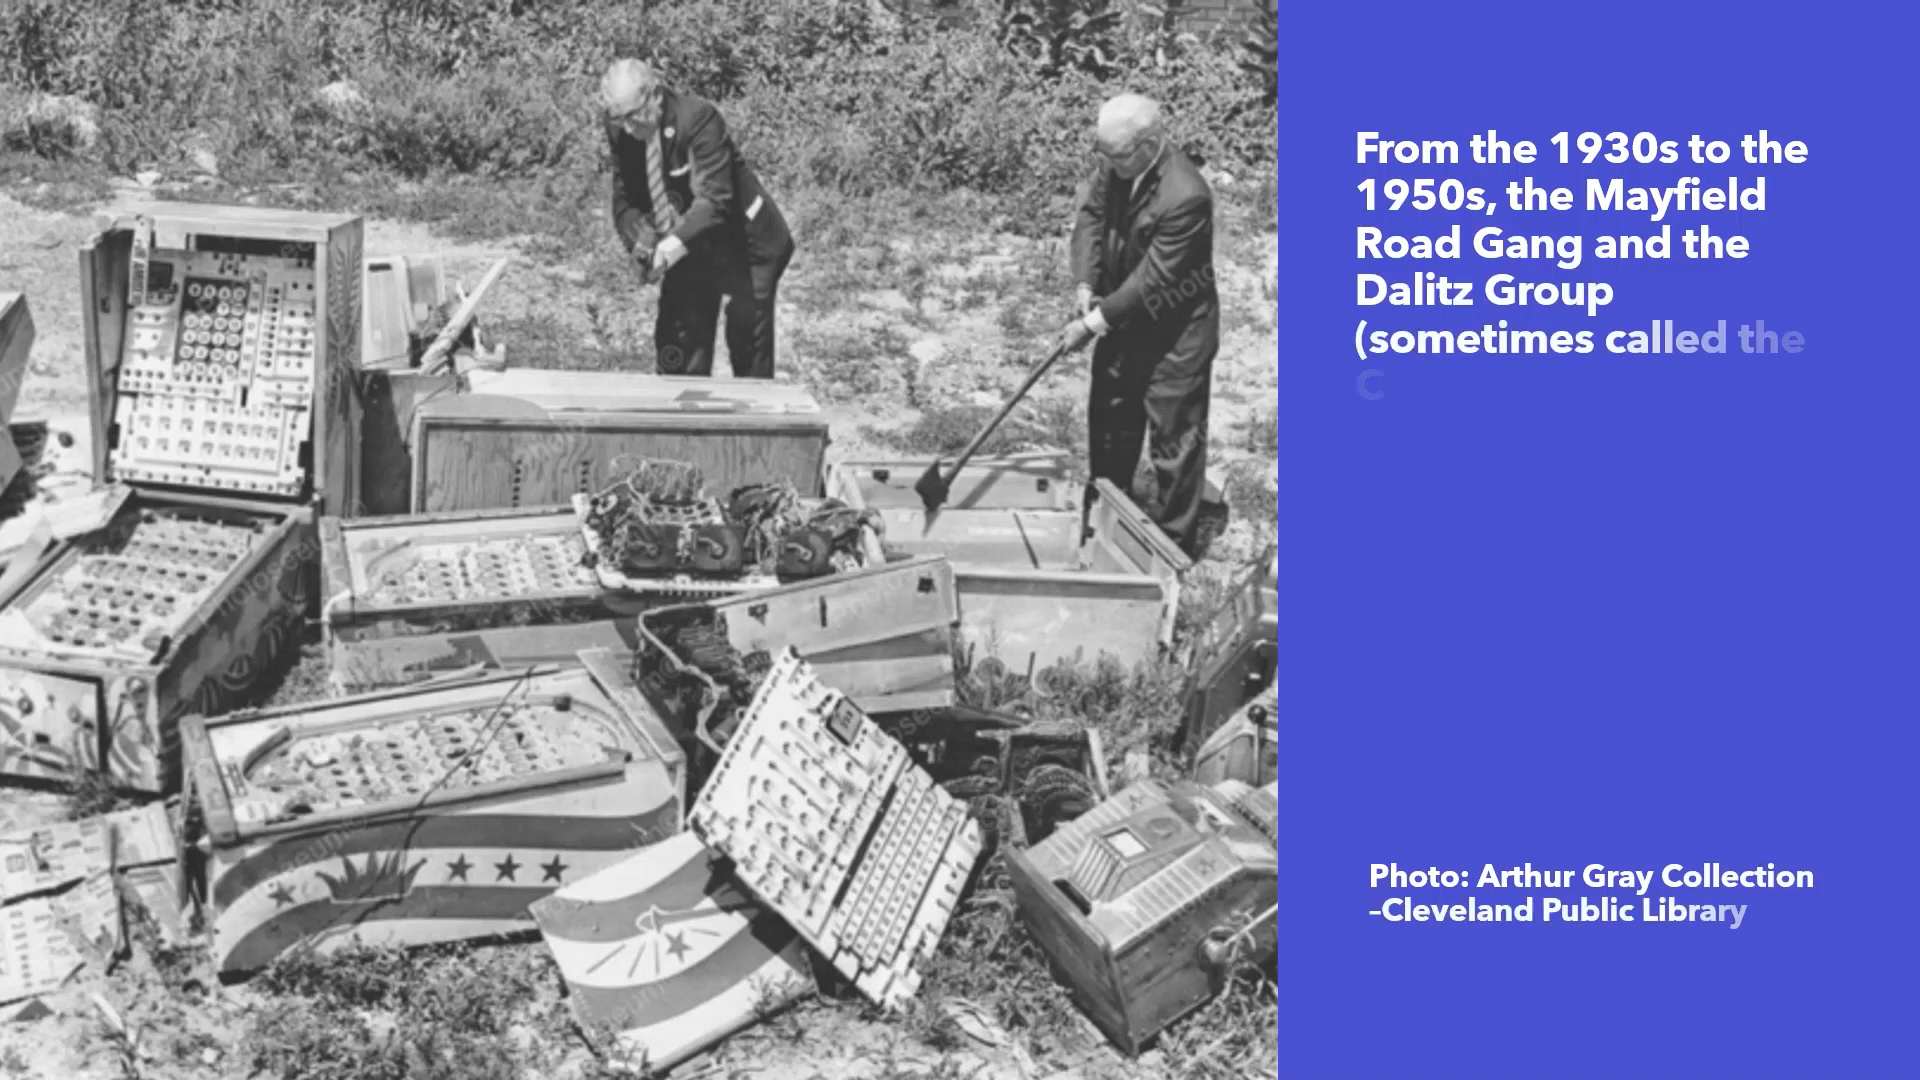 From the 1930s to the
1950s, the Mayfield
Road Gang and the
Dalitz Group
(sometimes called the
C
Photo: Arthur Gray Collection
–Cleveland Public Library